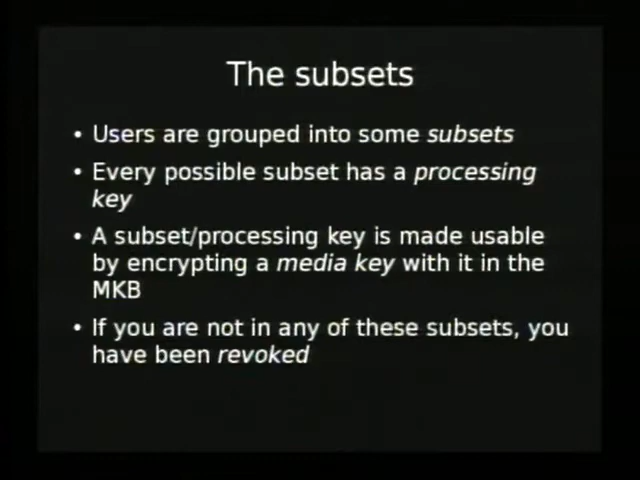 The subsets
• Users are grouped into some subsets
• Every possible subset has a processing
key
• A subset/processing key is made usable
by encrypting a media key with it in the
MKB
• If you are not in any of these subsets, you
have been revoked